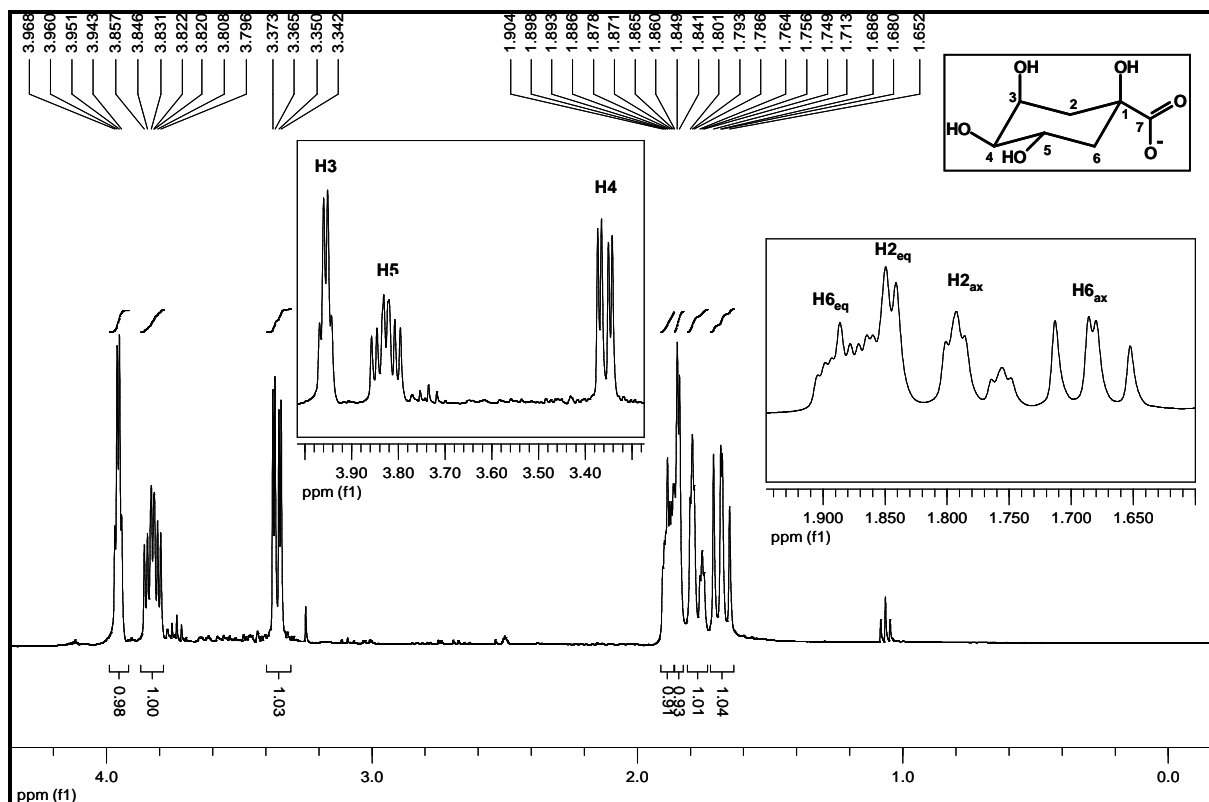 3.968 3.960 3.951 3.943 3.857 3.846 3.831 3.822 3.820 3.808 3.796 3.373 3.365 3.350 3.342 1.904 1.898 1.893 1.886 1.878 1.871 1.865 1.860 1.849 1.841 1.801 1.793 1.786 1.764 1.756 1.749 1.713 1.686 1.680 1.652
OH OH
3 2 1 O
7
HO 4 HO 5 6 O-
H3 H4
H5
3.90 3.80 3.70 3.60 3.50 3.40
ppm (f1)
H2eq
H6eq H2ax H6ax
1.900 1.850 1.800 1.750 1.700 1.650
ppm (f1)
0.98 1.00 1.03 0.91 0.93 1.01 1.04
4.0 3.0 2.0 1.0 0.0
ppm (f1)